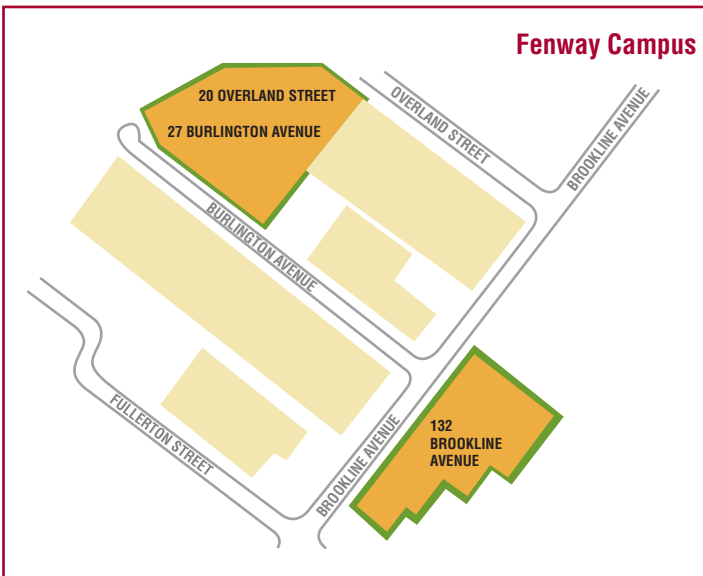 Fenway Campus
20 OVERLAND STREET
27 BURLINGTON AVENUE
OVERLAND STREET
BROOKLINE AVENUE
BURLINGTON AVENUE
FULLERTON STREET
BROOKLINE AVENUE
132
BROOKLINE
AVENUE